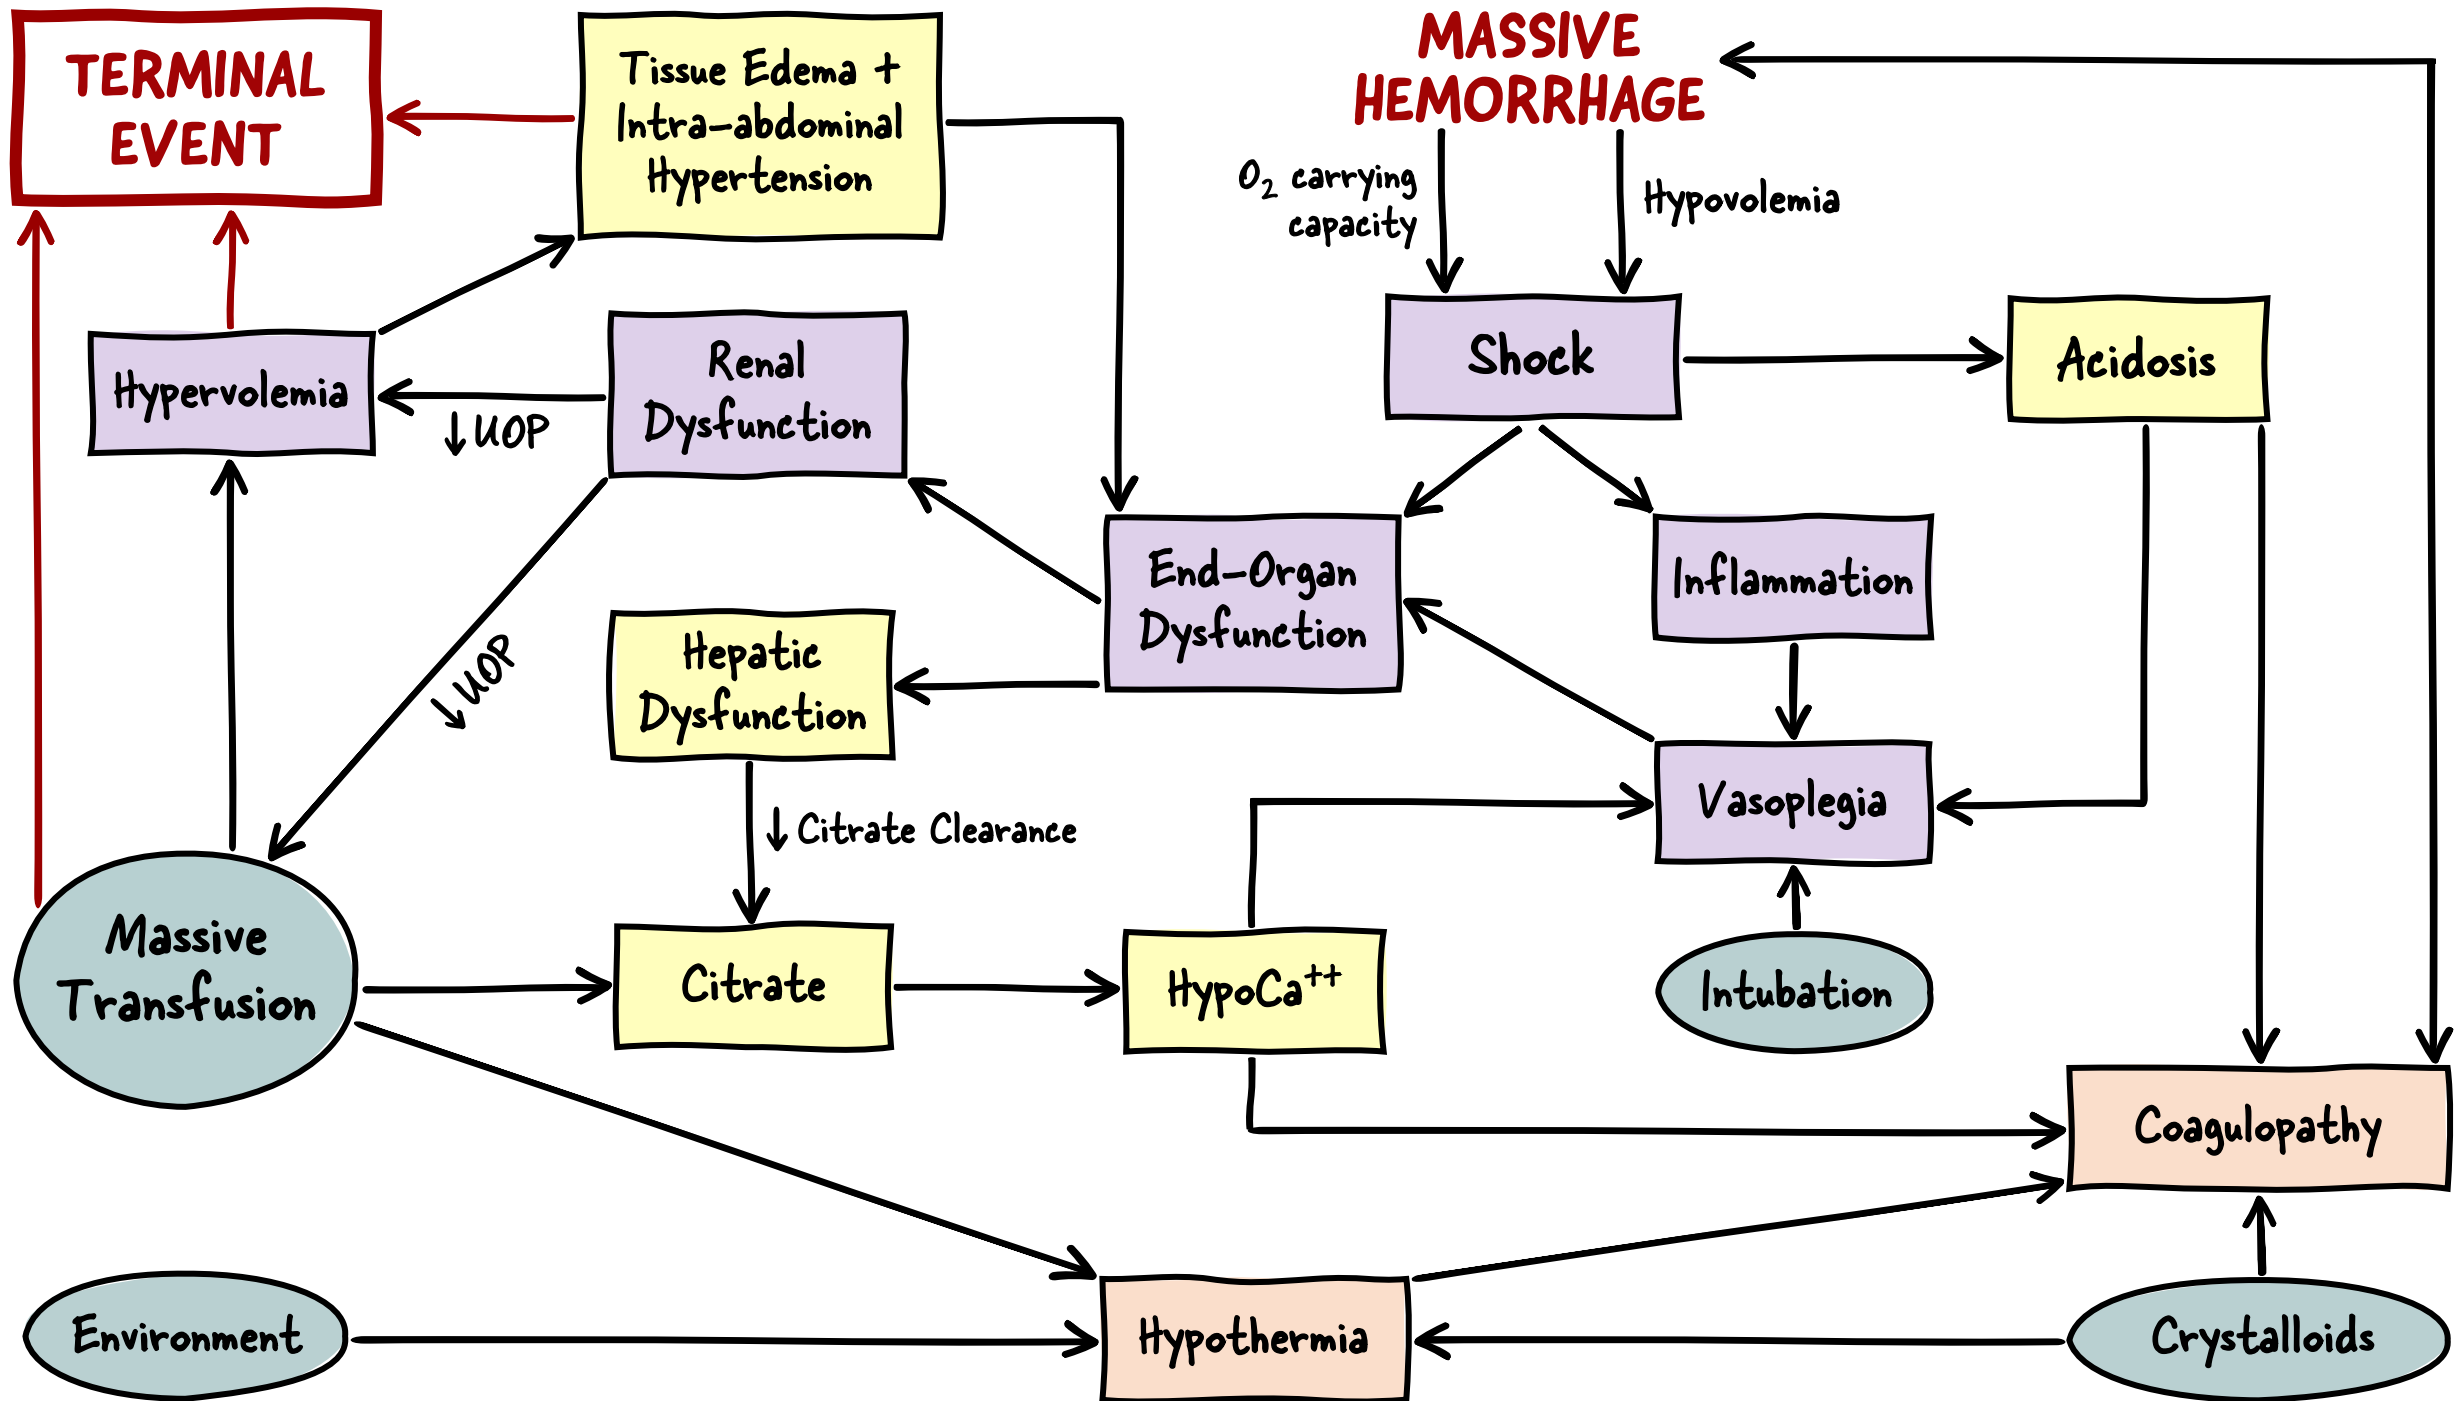 TERMINAL
EVENT
Tissue Edema +
Intra-abdominal
Hypertension
MASSIVE
HEMORRHAGE
O₂ carrying
capacity
Hypovolemia
Hypervolemia
↓ UOP
Renal
Dysfunction
Shock
Acidosis
End-Organ
Dysfunction
Inflammation
Hepatic
Dysfunction
↓ UOP
↓ Citrate Clearance
Vasoplegia
Massive
Transfusion
Citrate
HypoCa⁺⁺
Intubation
Coagulopathy
Environment
Hypothermia
Crystalloids